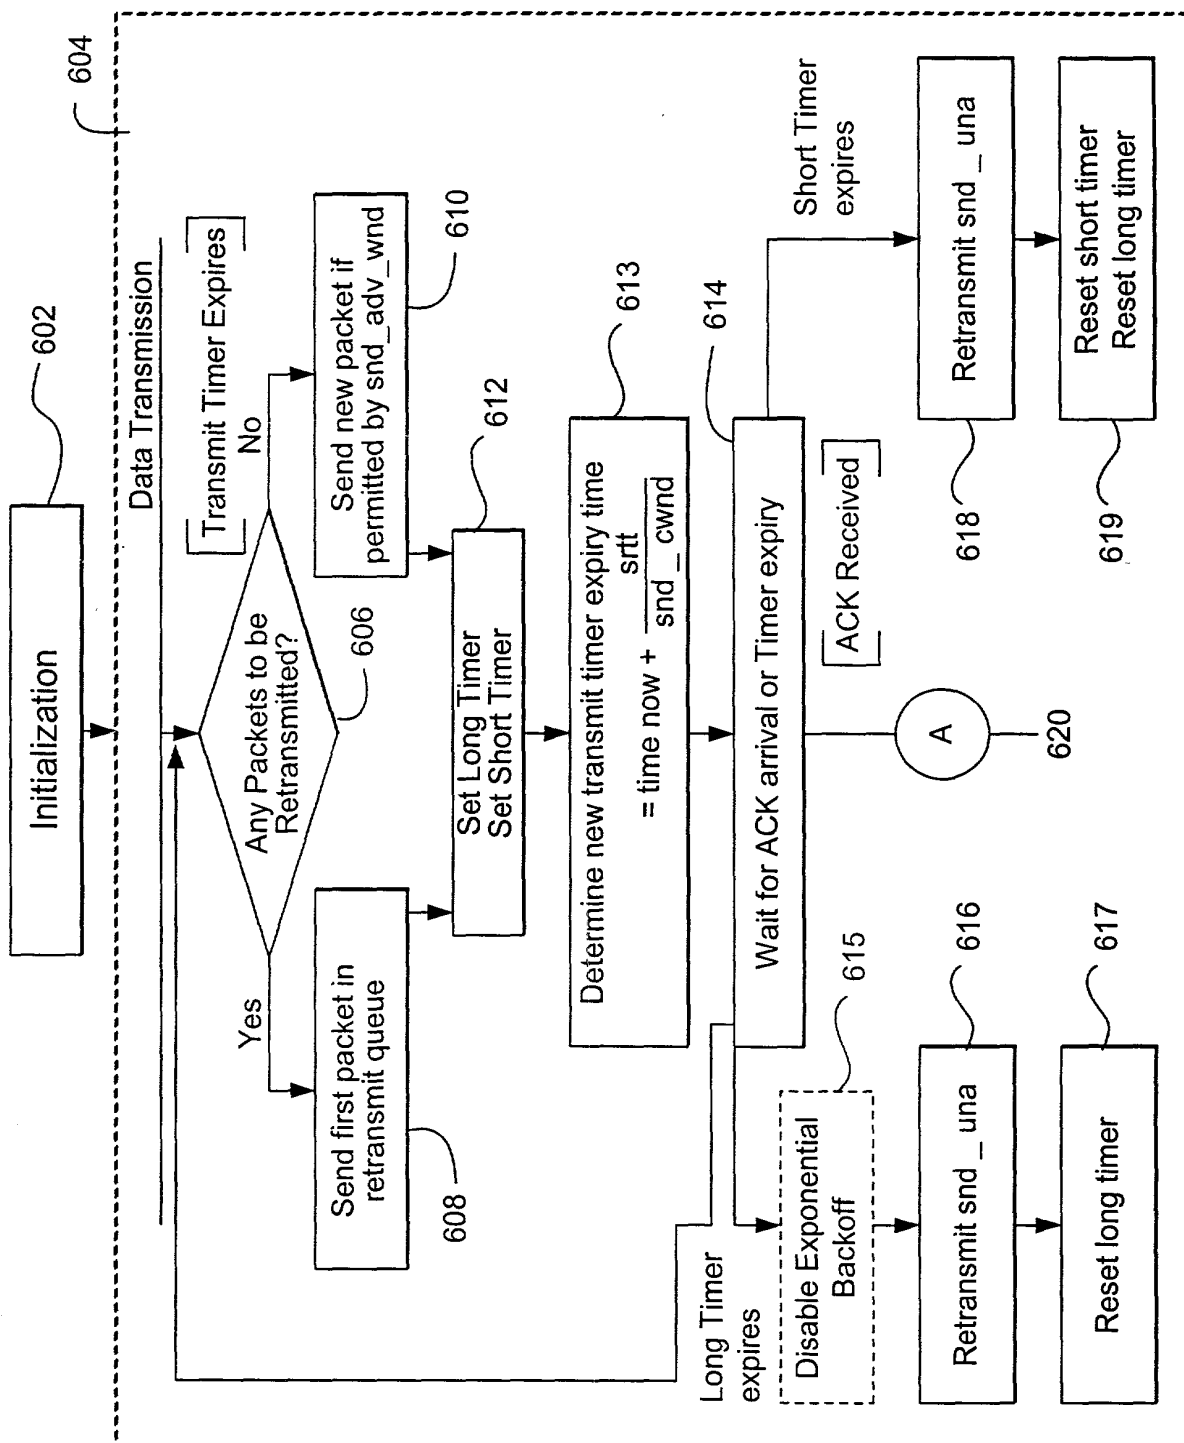 602
Initialization
604
Data Transmission
[Transmit Timer Expires]
Any Packets to be
Retransmitted?
606
Yes
No
Send first packet in
retransmit queue
608
Send new packet if
permitted by snd_adv_wnd
610
Set Long Timer
Set Short Timer
612
Determine new transmit timer expiry time
= time now + srtt
snd_cwnd
613
Wait for ACK arrival or Timer expiry
614
Long Timer
expires
Disable Exponential
Backoff
615
Retransmit snd_una
616
Reset long timer
617
[ACK Received]
A
620
Short Timer
expires
Retransmit snd_una
618
Reset short timer
Reset long timer
619